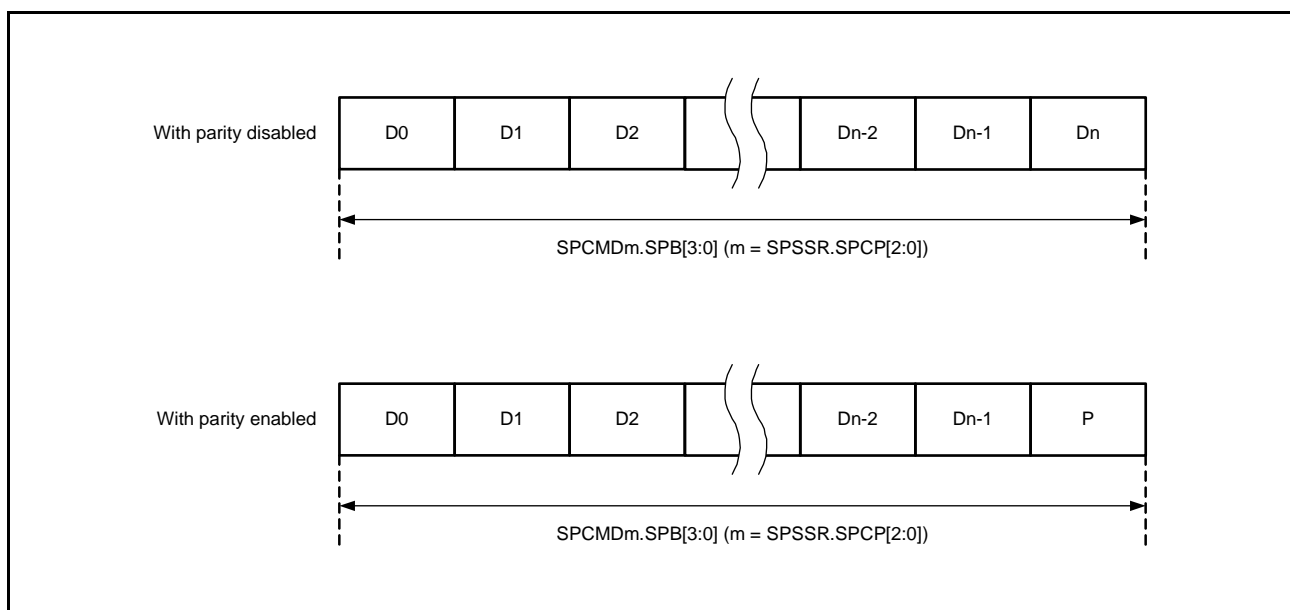 With parity disabled D0 D1 D2 Dn-2 Dn-1 Dn
SPCMDm.SPB[3:0] (m = SPSSR.SPCP[2:0])
With parity enabled D0 D1 D2 Dn-2 Dn-1 P
SPCMDm.SPB[3:0] (m = SPSSR.SPCP[2:0])